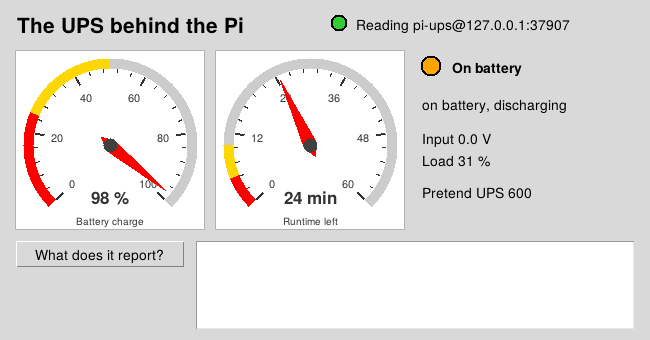 The UPS behind the Pi
Reading pi-ups@127.0.0.1:37907
0
20
40
60
80
100
98 %
Battery charge
0
12
24
36
48
60
24 min
Runtime left
On battery
on battery, discharging
Input 0.0 V
Load 31 %
Pretend UPS 600
What does it report?